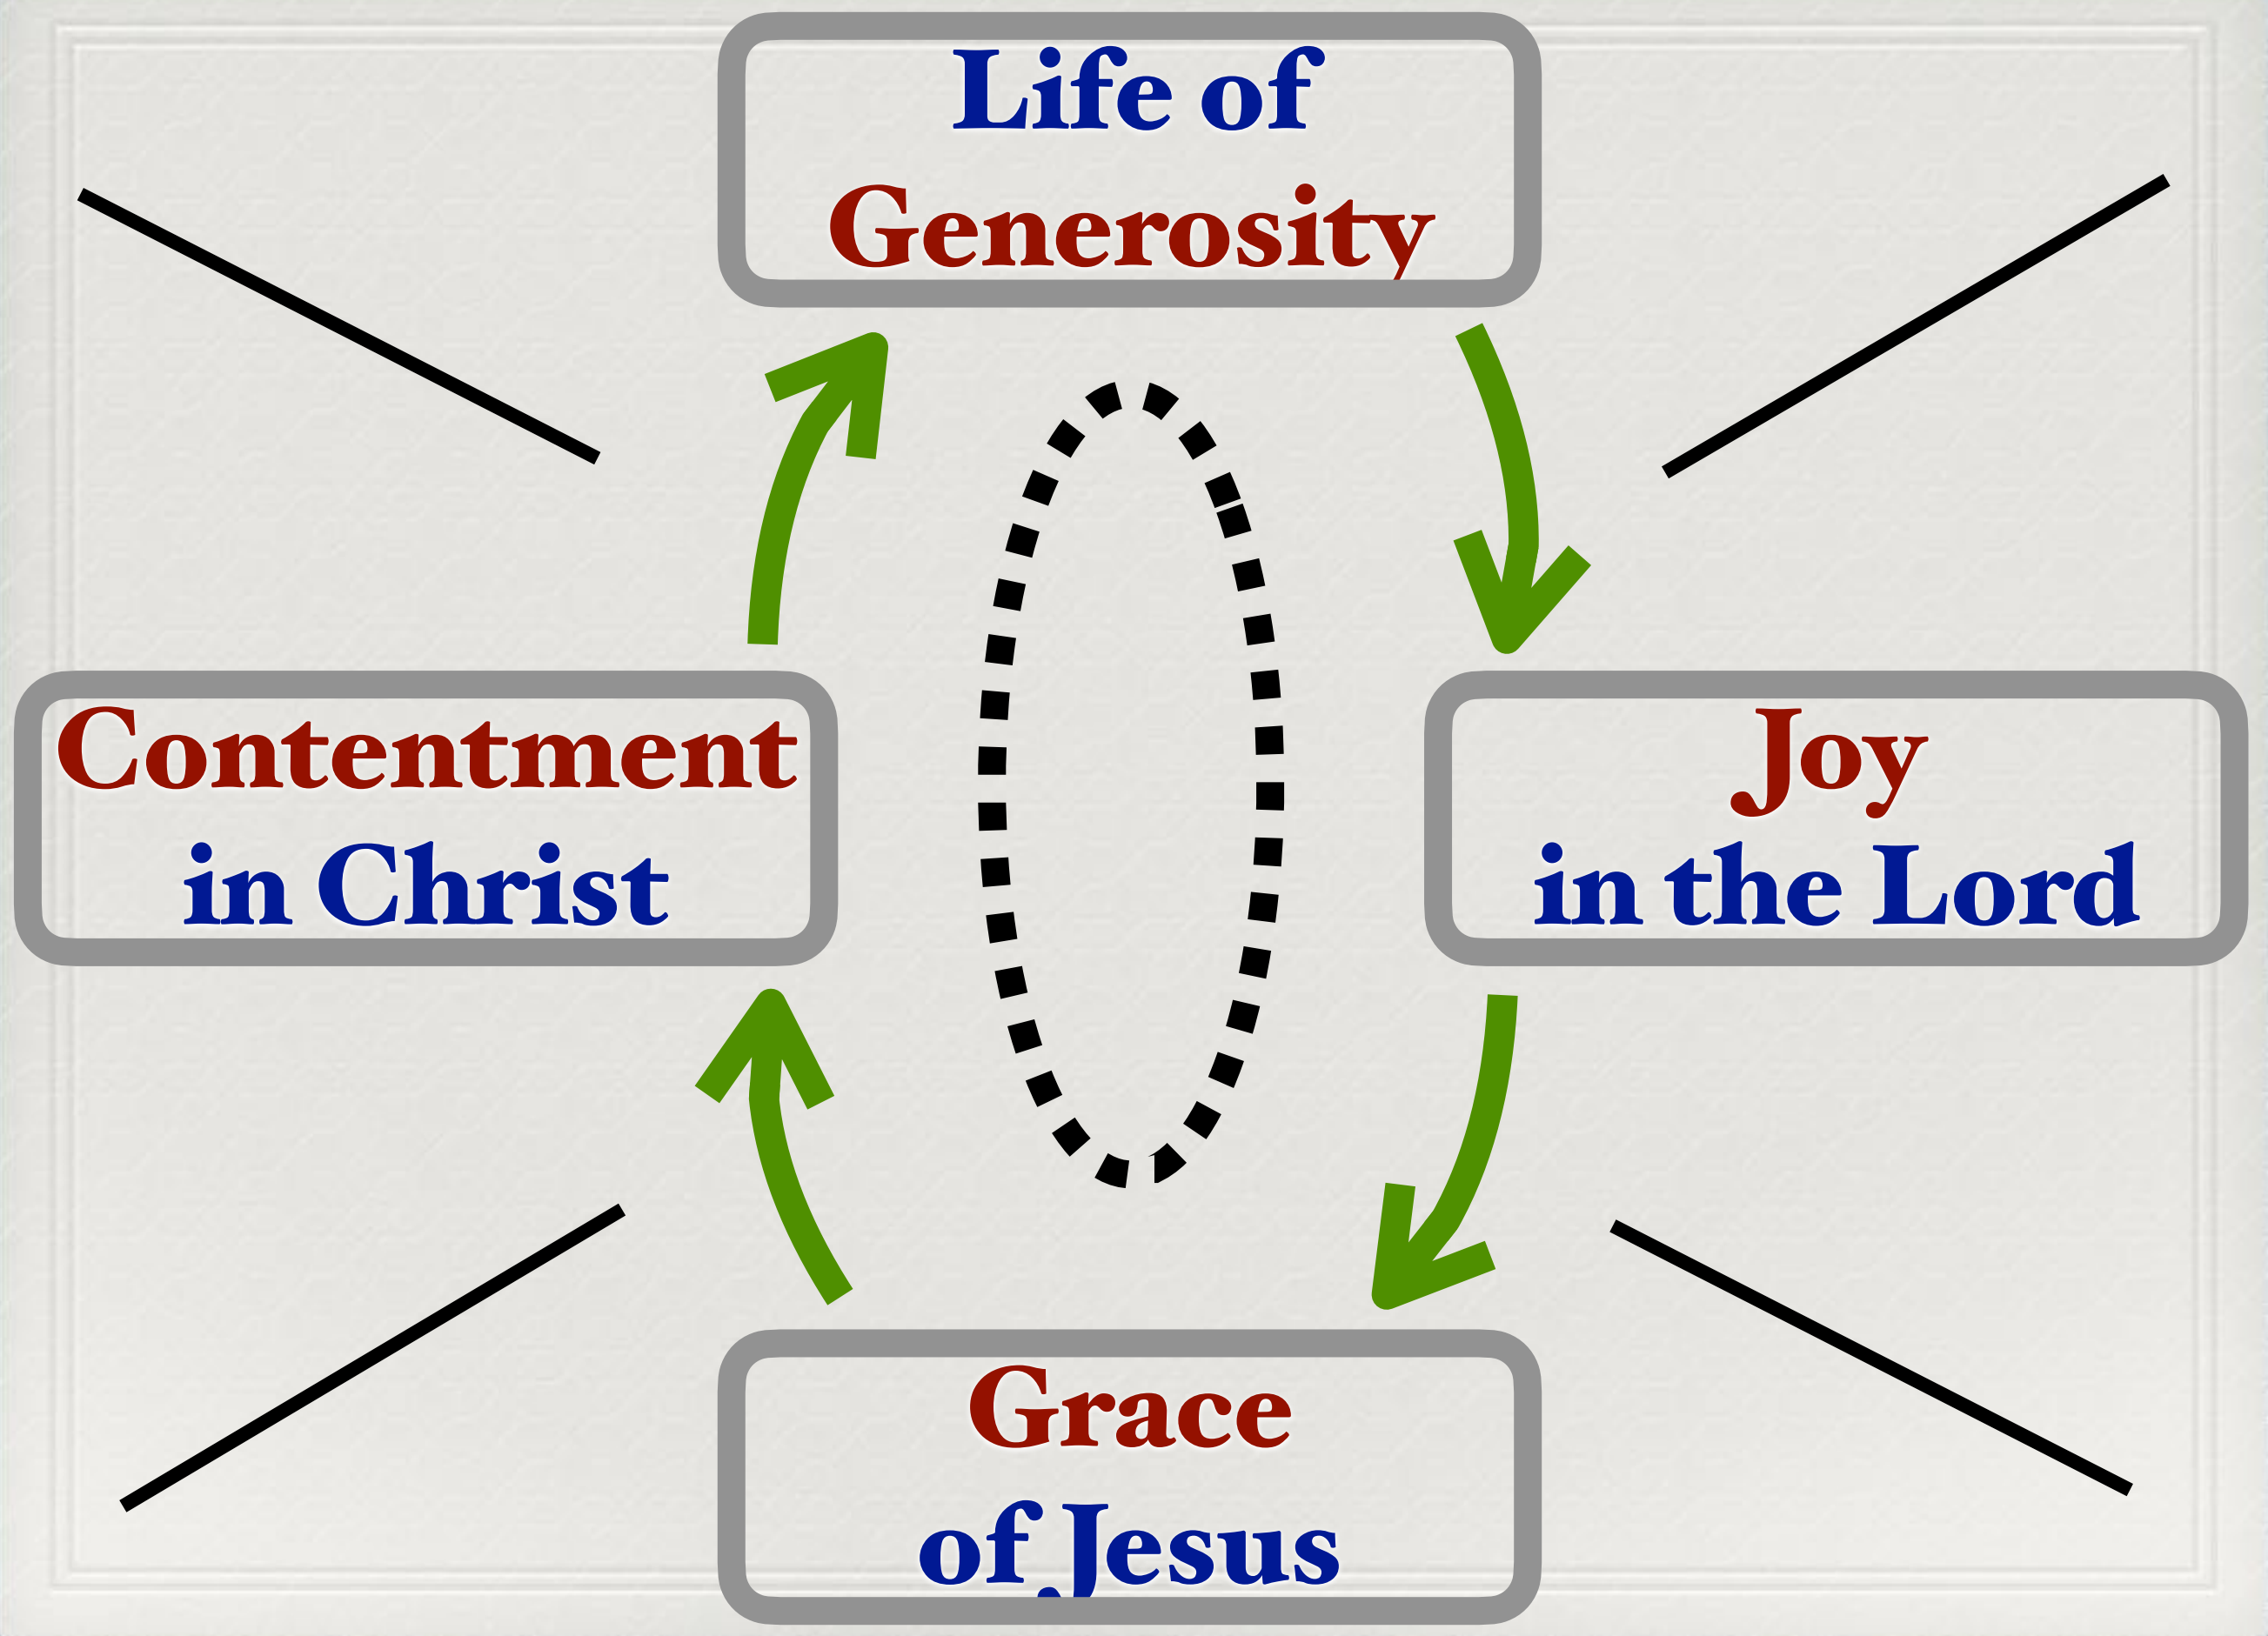 Life of
Generosity
Contentment
in Christ
Joy
in the Lord
Grace
of Jesus